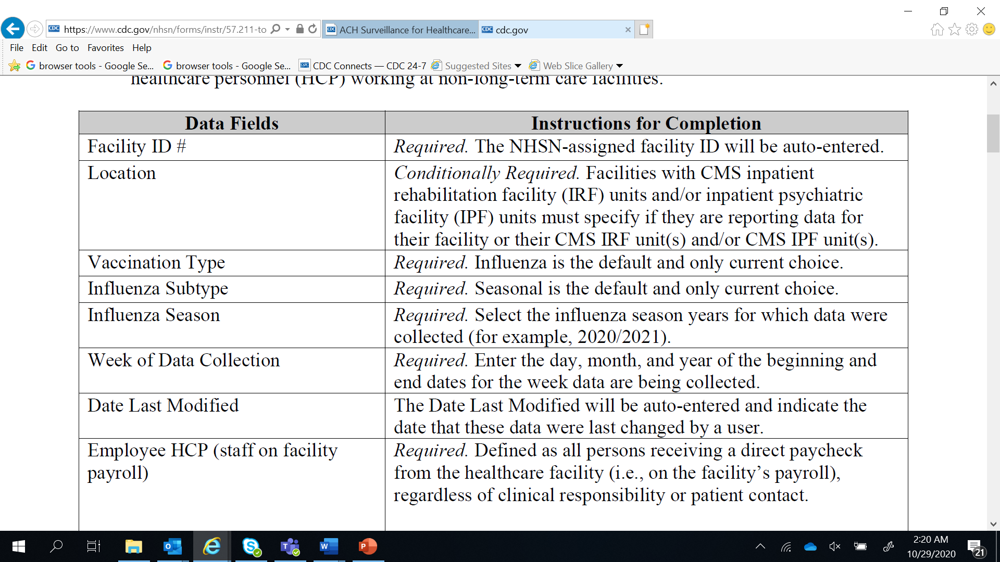 https://www.cdc.gov/nhsn/forms/instr/57.211-to
CDC ACH Surveillance for Healthcare...
CDC cdc.gov
File Edit Go to Favorites Help
browser tools - Google Se...
browser tools - Google Se...
CDC Connects — CDC 24-7
Suggested Sites
Web Slice Gallery
healthcare personnel (HCP) working at non-long-term care facilities.
Data Fields
Instructions for Completion
Facility ID #
Required. The NHSN-assigned facility ID will be auto-entered.
Location
Conditionally Required. Facilities with CMS inpatient
rehabilitation facility (IRF) units and/or inpatient psychiatric
facility (IPF) units must specify if they are reporting data for
their facility or their CMS IRF unit(s) and/or CMS IPF unit(s).
Vaccination Type
Required. Influenza is the default and only current choice.
Influenza Subtype
Required. Seasonal is the default and only current choice.
Influenza Season
Required. Select the influenza season years for which data were
collected (for example, 2020/2021).
Week of Data Collection
Required. Enter the day, month, and year of the beginning and
end dates for the week data are being collected.
Date Last Modified
The Date Last Modified will be auto-entered and indicate the
date that these data were last changed by a user.
Employee HCP (staff on facility
payroll)
Required. Defined as all persons receiving a direct paycheck
from the healthcare facility (i.e., on the facility’s payroll),
regardless of clinical responsibility or patient contact.
2:20 AM
10/29/2020
21